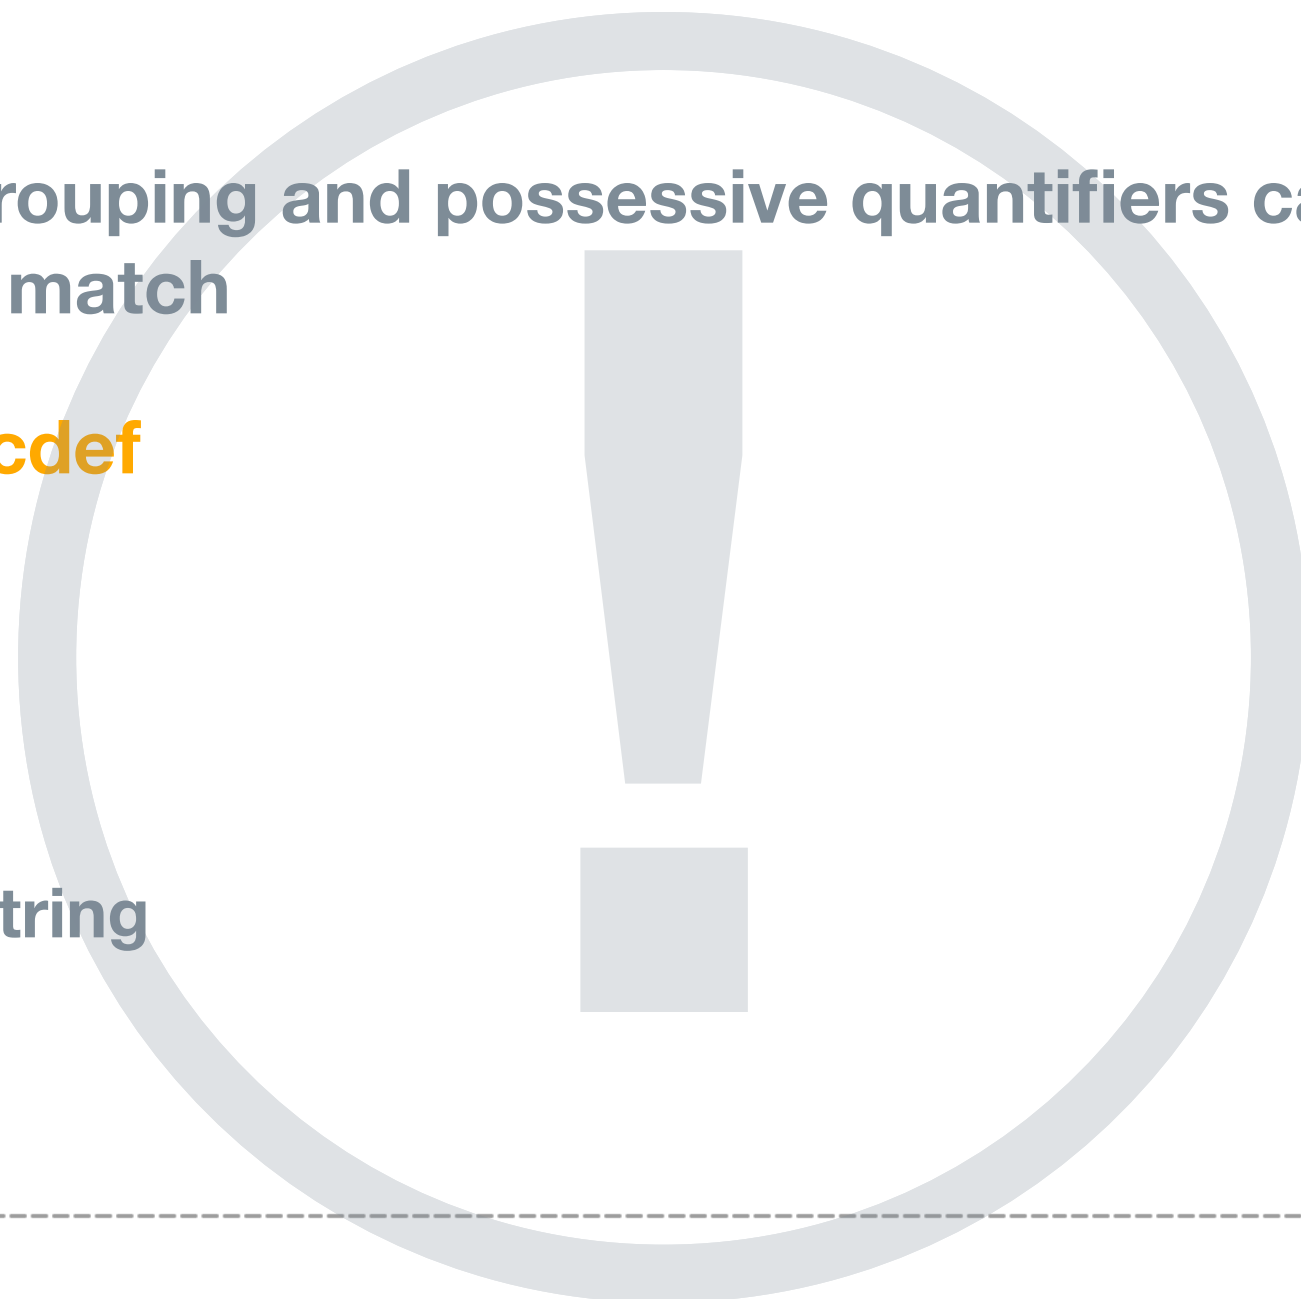 rouping and possessive quantifiers ca
match
cdef
tring